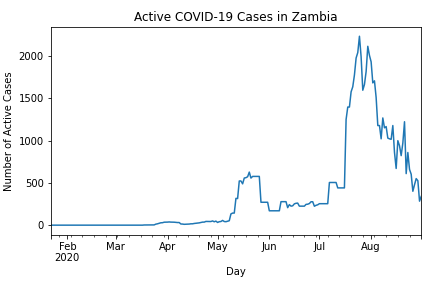 Active COVID-19 Cases in Zambia
Number of Active Cases
2000
1500
1000
500
0
Feb Mar Apr May Jun Jul Aug
2020
Day